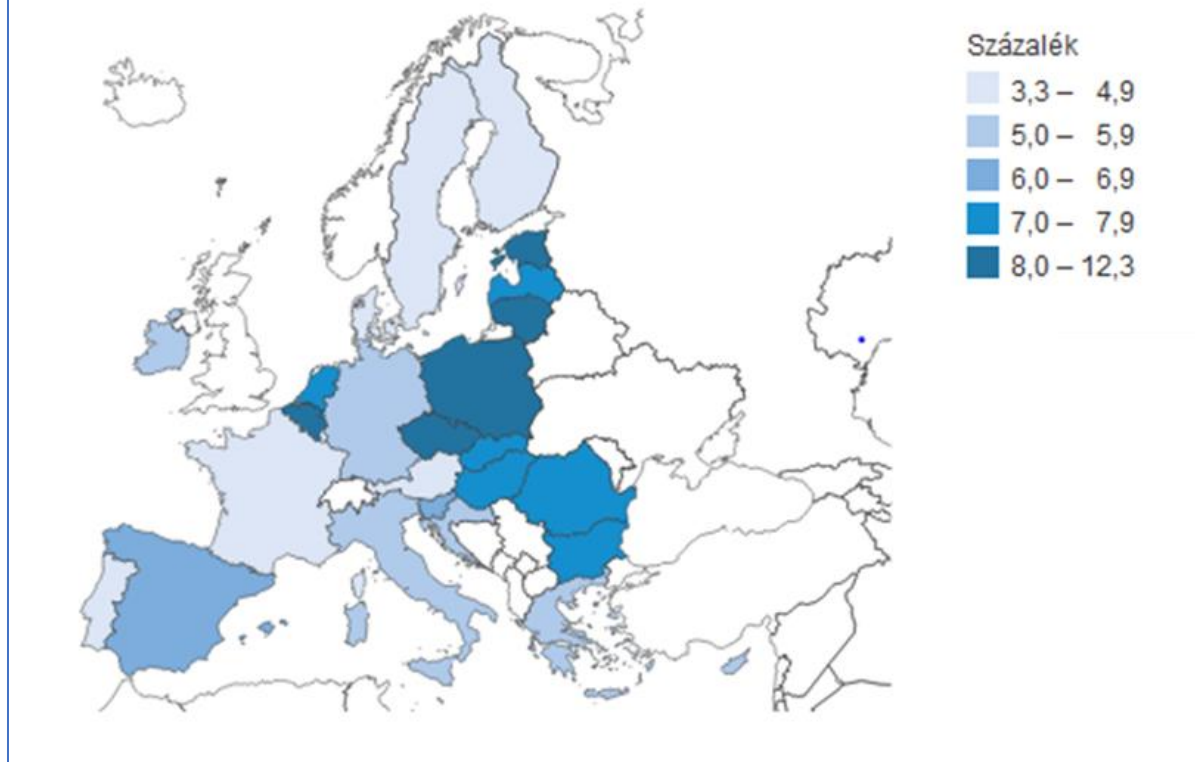 Százalék
3,3 – 4,9
5,0 – 5,9
6,0 – 6,9
7,0 – 7,9
8,0 – 12,3